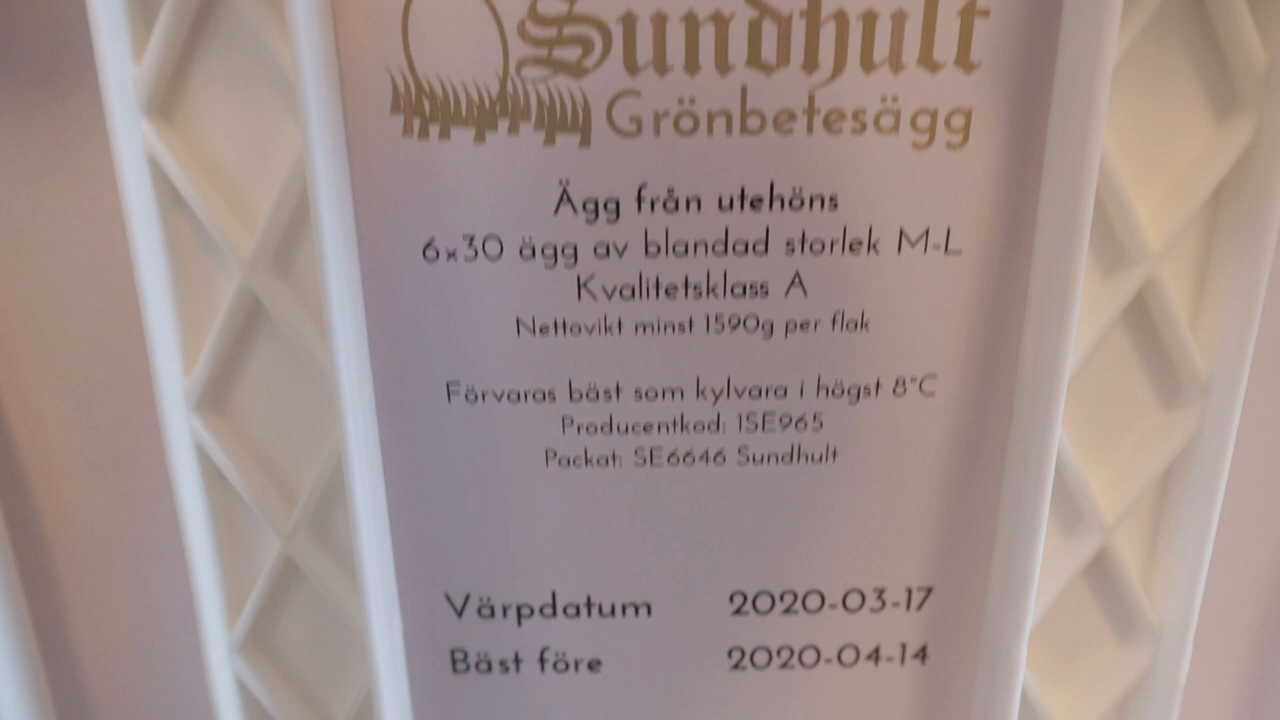 Sundhult
Grönbetesägg
Ägg från utehöns
6x30 ägg av blandad storlek M-L
Kvalitetsklass A
Nettovikt minst 1590g per flak
Förvaras bäst som kylvara i högst 8°C
Producentkod: 1SE965
Packat: SE6646 Sundhult
Värpdatum 2020-03-17
Bäst före 2020-04-14